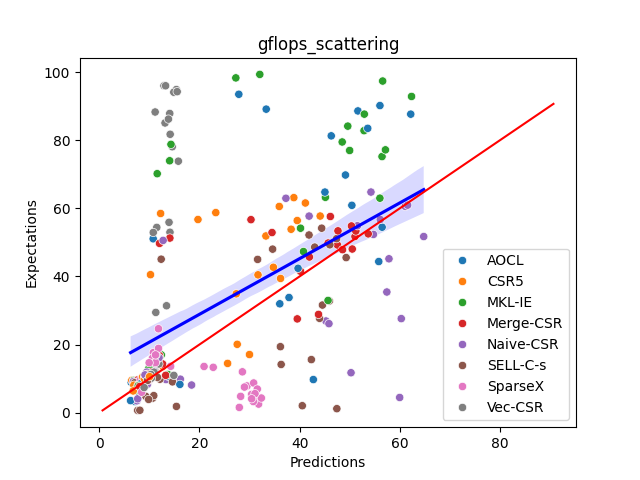 gflops_scattering
100
80
60
40
20
0
Expectations
AOCL
CSR5
MKL-IE
Merge-CSR
Naive-CSR
SELL-C-s
SparseX
Vec-CSR
0 20 40 60 80
Predictions